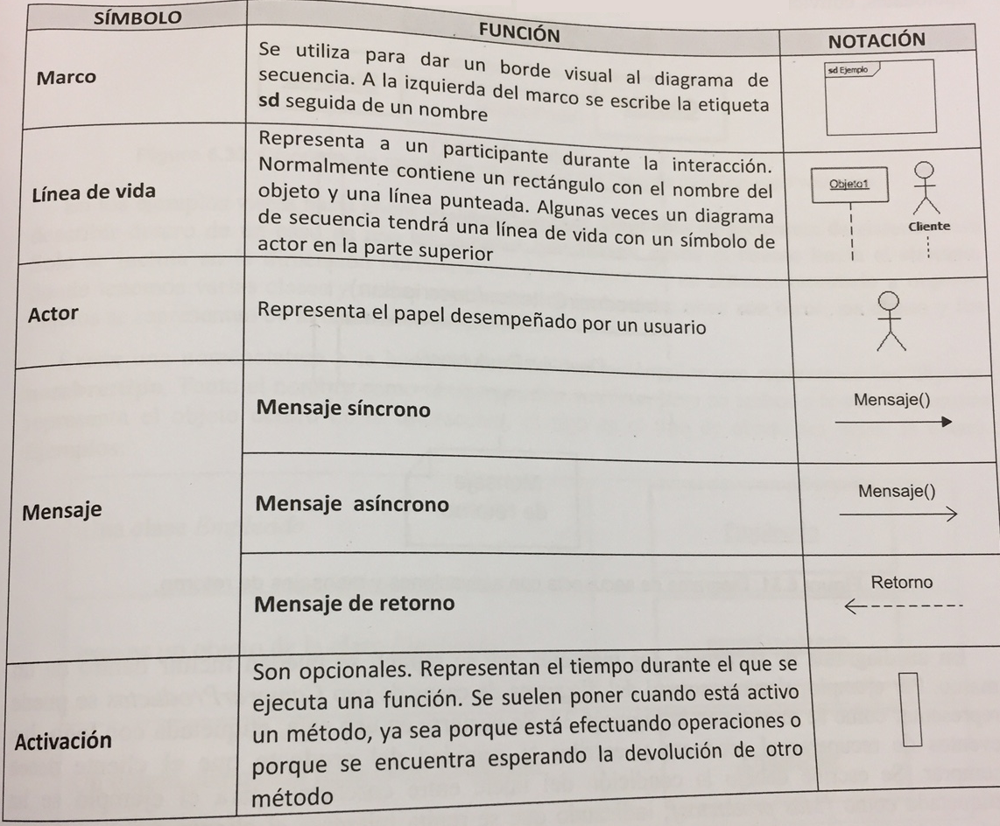 SÍMBOLO
FUNCIÓN
NOTACIÓN
Marco
Se utiliza para dar un borde visual al diagrama de
secuencia. A la izquierda del marco se escribe la etiqueta
sd seguida de un nombre
sd Ejemplo
Línea de vida
Representa a un participante durante la interacción.
Normalmente contiene un rectángulo con el nombre del
objeto y una línea punteada. Algunas veces un diagrama
de secuencia tendrá una línea de vida con un símbolo de
actor en la parte superior
Objeto1
Cliente
Actor
Representa el papel desempeñado por un usuario
Mensaje
Mensaje síncrono
Mensaje()
Mensaje asíncrono
Mensaje()
Mensaje de retorno
Retorno
Activación
Son opcionales. Representan el tiempo durante el que se
ejecuta una función. Se suelen poner cuando está activo
un método, ya sea porque está efectuando operaciones o
porque se encuentra esperando la devolución de otro
método